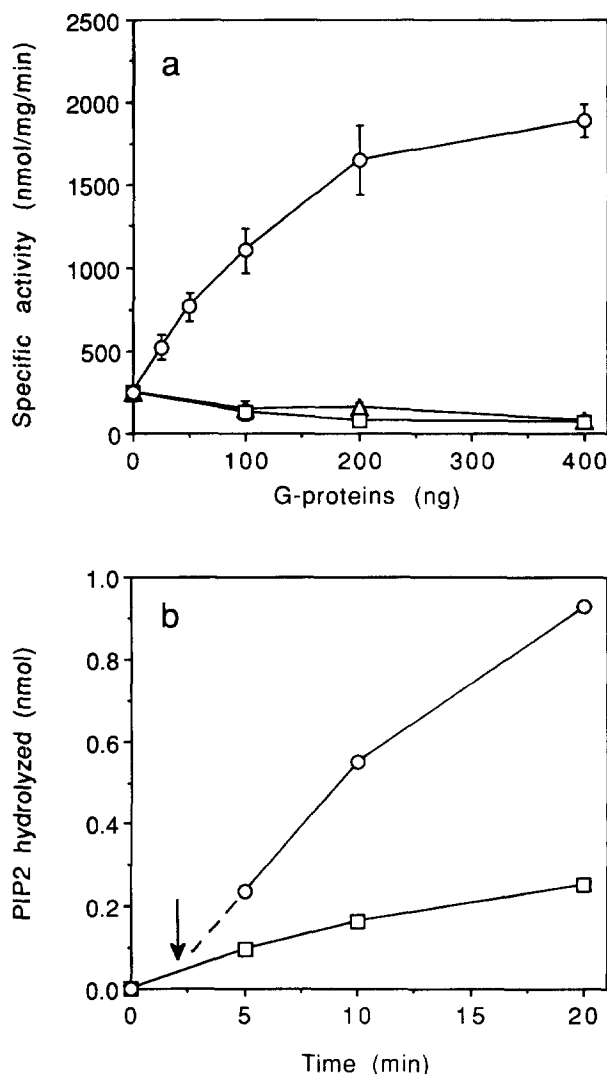 a
Specific activity (nmol/mg/min)
2500
2000
1500
1000
500
0
0 100 200 300 400
G-proteins (ng)
b
PIP2 hydrolyzed (nmol)
1.0
0.8
0.6
0.4
0.2
0.0
0 5 10 15 20
Time (min)